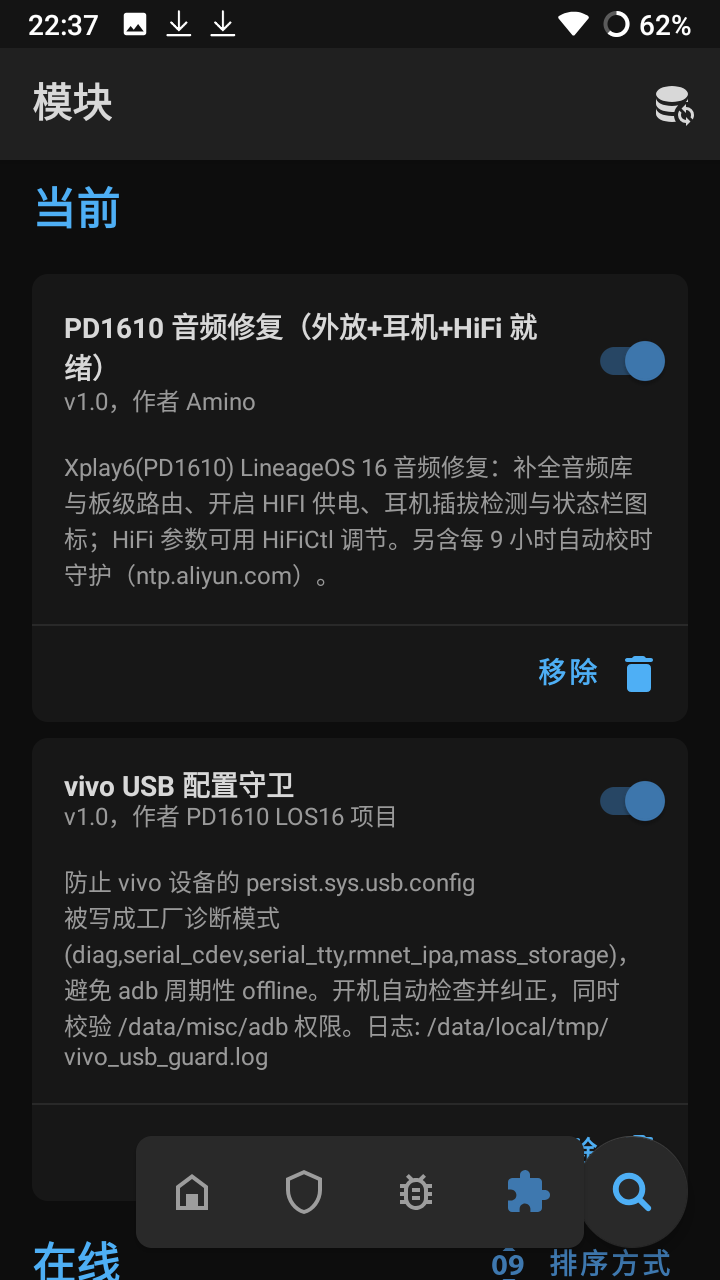 22:37
62%
模块
当前
PD1610 音频修复（外放+耳机+HiFi 就
绪）
v1.0，作者 Amino
Xplay6(PD1610) LineageOS 16 音频修复：补全音频库
与板级路由、开启 HIFI 供电、耳机插拔检测与状态栏图
标；HiFi 参数可用 HiFiCtl 调节。另含每 9 小时自动校时
守护（ntp.aliyun.com）。
移除
vivo USB 配置守卫
v1.0，作者 PD1610 LOS16 项目
防止 vivo 设备的 persist.sys.usb.config
被写成工厂诊断模式
(diag,serial_cdev,serial_tty,rmnet_ipa,mass_storage)，
避免 adb 周期性 offline。开机自动检查并纠正，同时
校验 /data/misc/adb 权限。日志: /data/local/tmp/
vivo_usb_guard.log
在线
排序方式